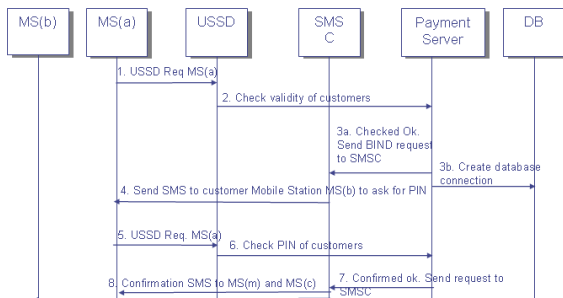 MS(b)
MS(a)
USSD
SMS
C
Payment
Server
DB
1. USSD Req MS(a)
2. Check validity of customers
3a. Checked Ok.
Send BIND request
to SMSC
3b. Create database
connection
4. Send SMS to customer Mobile Station MS(b) to ask for PIN
5. USSD Req. MS(a)
6. Check PIN of customers
7. Confirmed ok. Send request to
SMSC
8. Confirmation SMS to MS(m) and MS(c)